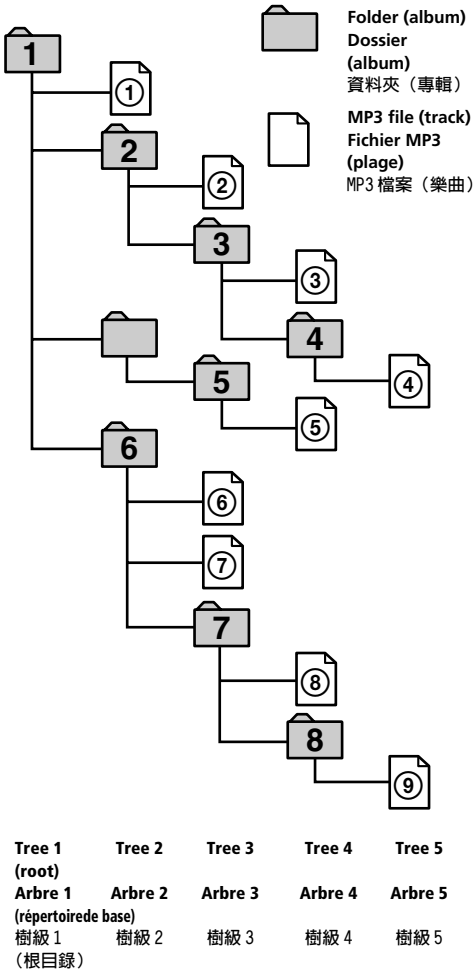 1
Folder (album)
Dossier
(album)
資料夾（專輯）
①
MP3 file (track)
Fichier MP3
(plage)
MP3 檔案（樂曲）
2
②
3
③
4
④
5
⑤
6
⑥
⑦
7
⑧
8
⑨
Tree 1 Tree 2 Tree 3 Tree 4 Tree 5
(root)
Arbre 1 Arbre 2 Arbre 3 Arbre 4 Arbre 5
(répertoirede base)
樹級 1 樹級 2 樹級 3 樹級 4 樹級 5
（根目錄）